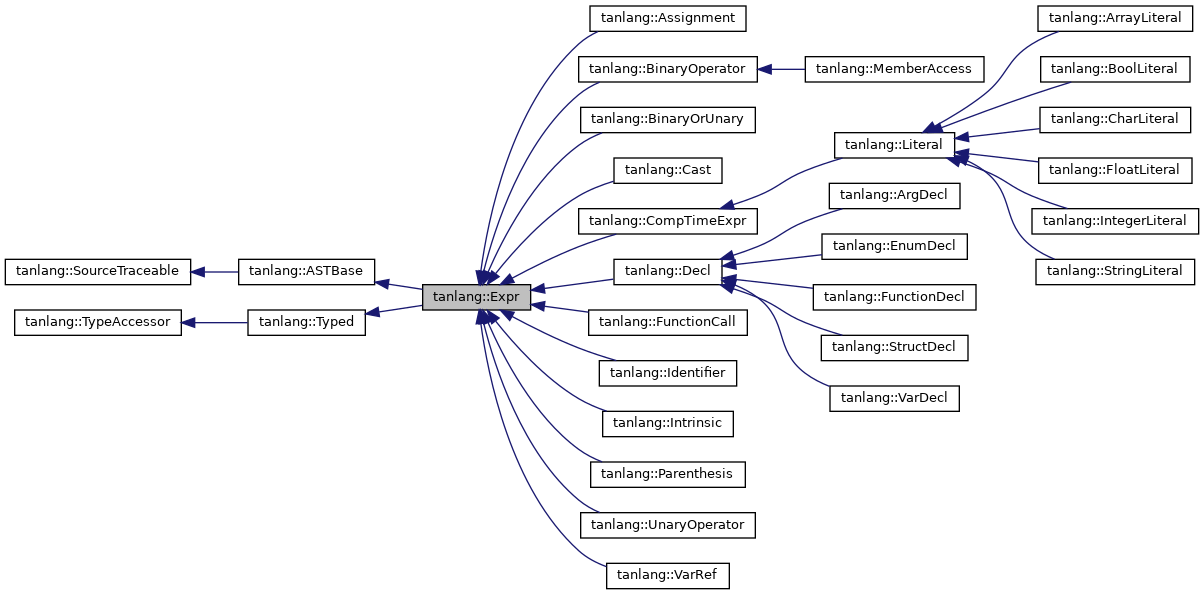 tanlang::SourceTraceable
tanlang::TypeAccessor
tanlang::ASTBase
tanlang::Typed
tanlang::Expr
tanlang::Assignment
tanlang::BinaryOperator
tanlang::BinaryOrUnary
tanlang::Cast
tanlang::CompTimeExpr
tanlang::Decl
tanlang::FunctionCall
tanlang::Identifier
tanlang::Intrinsic
tanlang::Parenthesis
tanlang::UnaryOperator
tanlang::VarRef
tanlang::MemberAccess
tanlang::Literal
tanlang::ArgDecl
tanlang::EnumDecl
tanlang::FunctionDecl
tanlang::StructDecl
tanlang::VarDecl
tanlang::ArrayLiteral
tanlang::BoolLiteral
tanlang::CharLiteral
tanlang::FloatLiteral
tanlang::IntegerLiteral
tanlang::StringLiteral